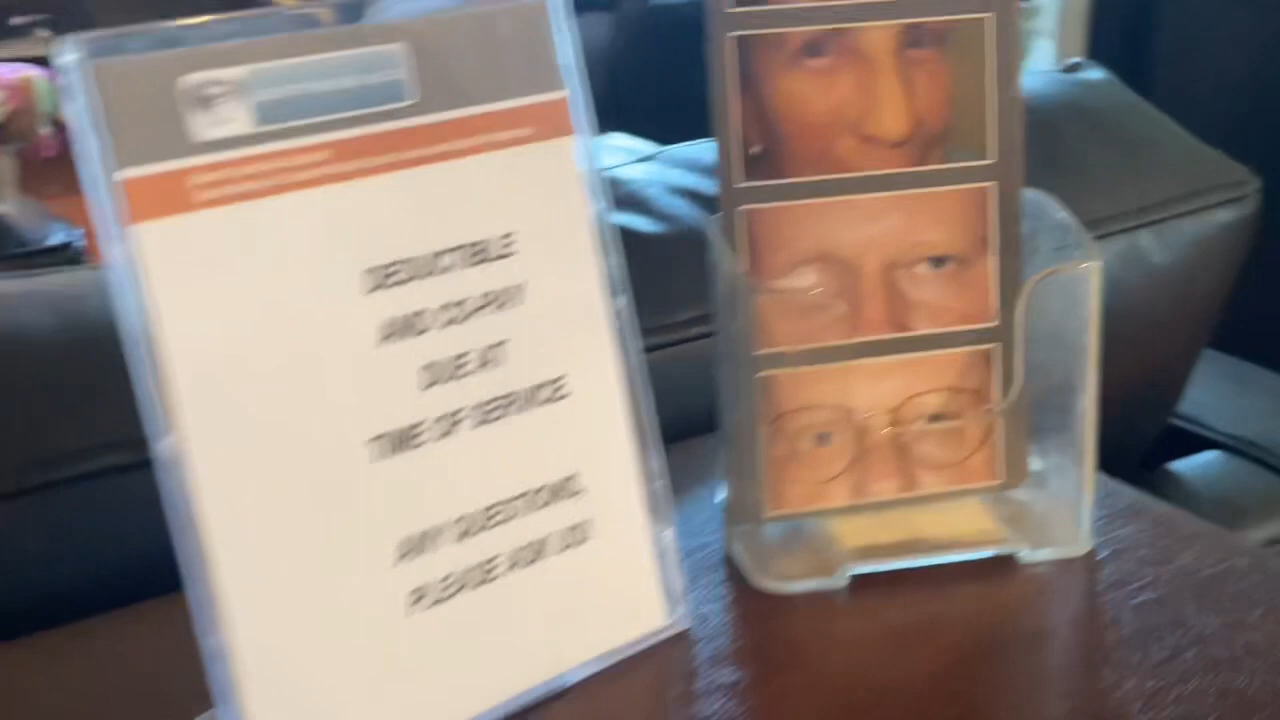 DEDUCTIBLE
AND CO-PAY
DUE AT
TIME OF SERVICE
ANY QUESTIONS,
PLEASE ASK US!